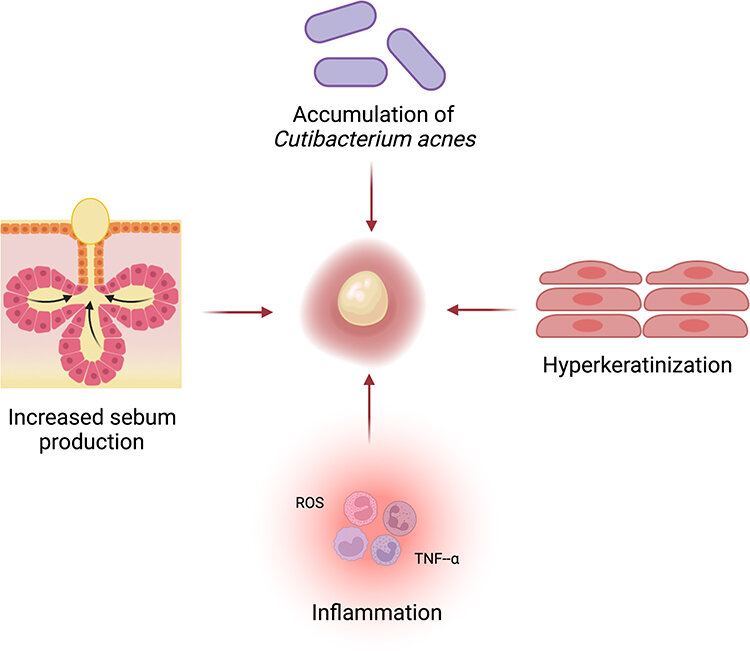 Accumulation of
Cutibacterium acnes
Increased sebum
production
Hyperkeratinization
ROS
TNF–α
Inflammation